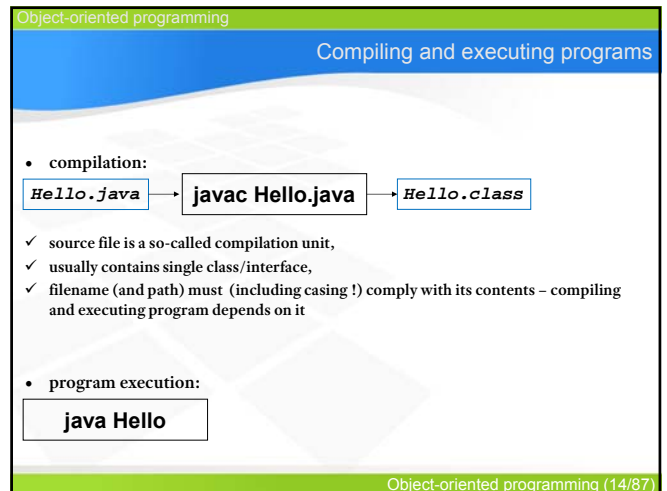 Object-oriented programming
Compiling and executing programs
• compilation:
Hello.java javac Hello.java Hello.class
✓ source file is a so-called compilation unit,
✓ usually contains single class/interface,
✓ filename (and path) must (including casing !) comply with its contents – compiling
and executing program depends on it
• program execution:
java Hello
Object-oriented programming (14/87)